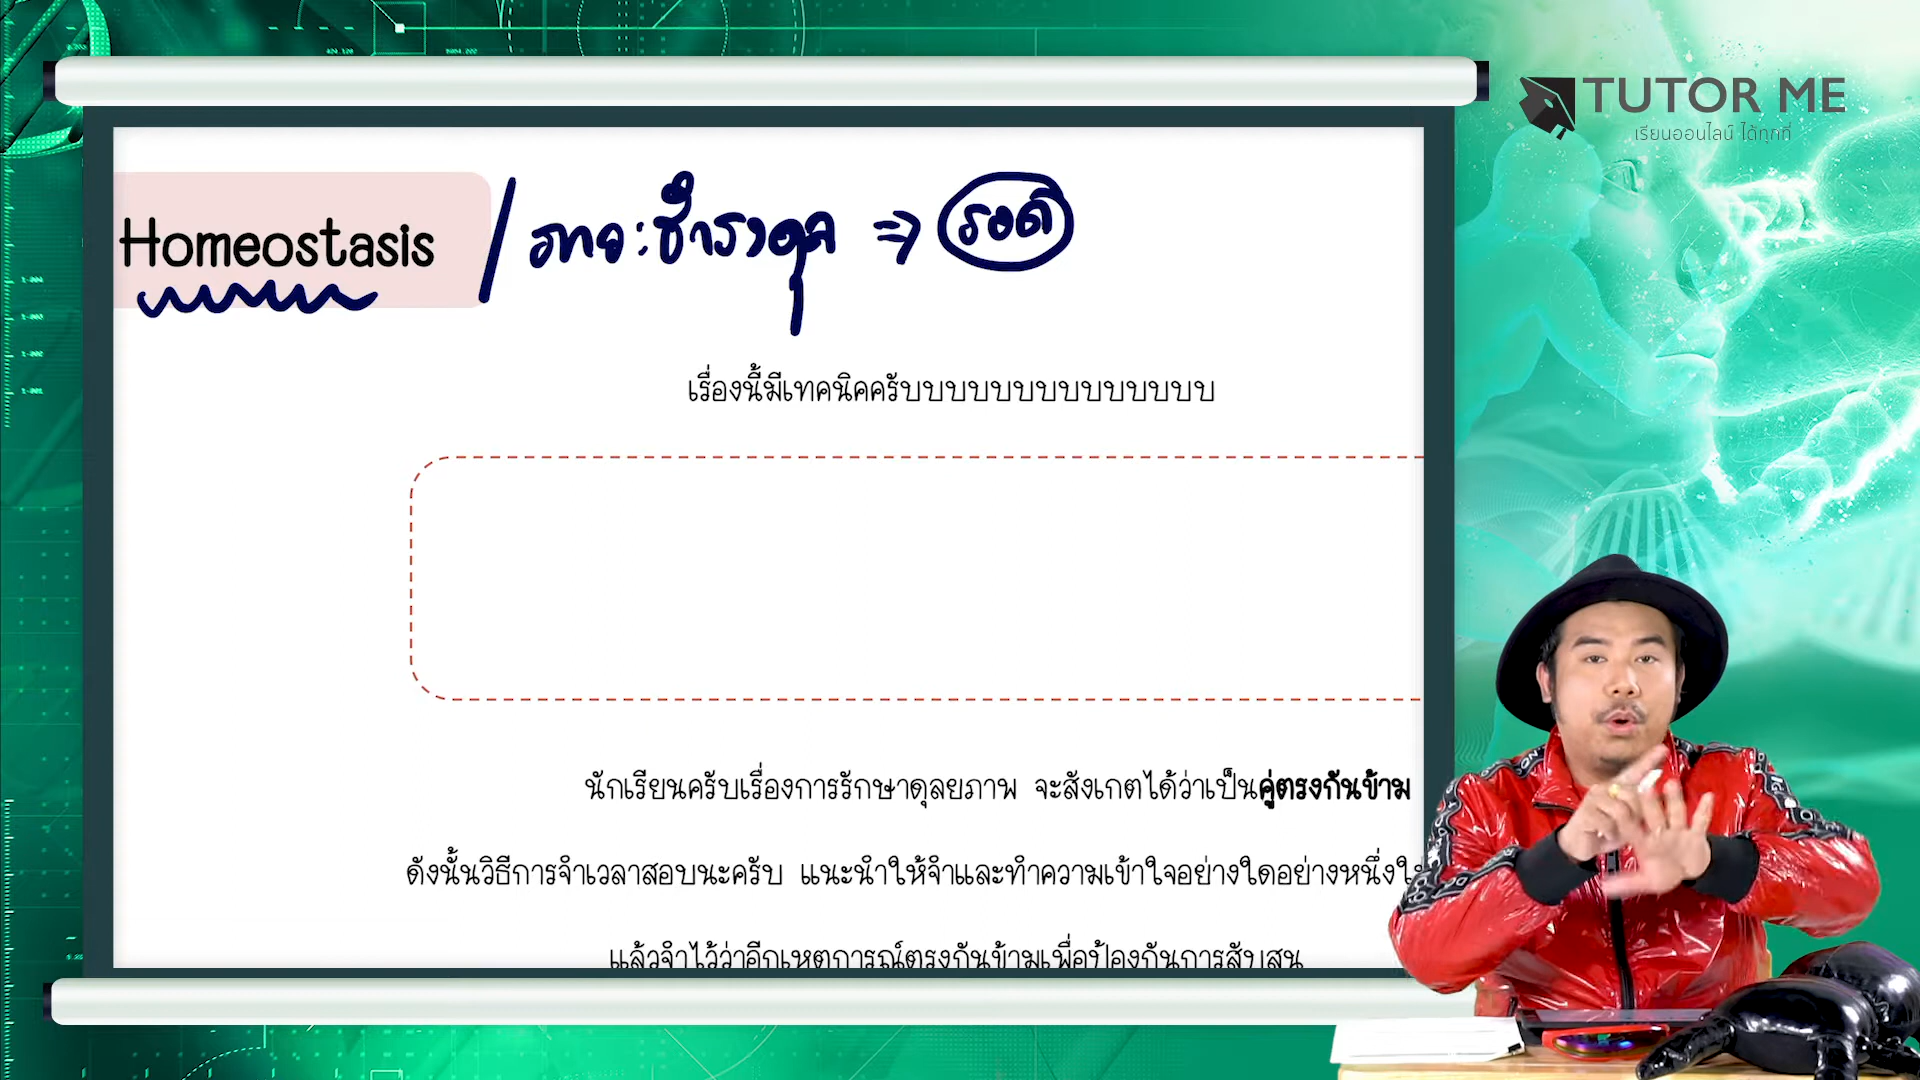 TUTOR ME
เรียนออนไลน์ ได้ทุกที่
Homeostasis / ภาวะธำรงดุล ⇒ รอด
เรื่องนี้มีเทคนิคครับบบบบบบบบบบบบบ
นักเรียนครับเรื่องการรักษาดุลยภาพ จะสังเกตได้ว่าเป็นคู่ตรงกันข้าม
ดังนั้นวิธีการจำเวลาสอบนะครับ แนะนำให้จำและทำความเข้าใจอย่างใดอย่างหนึ่ง
แล้วจำไว้ว่าอีกเหตุการณ์ตรงกันข้ามเพื่อป้องกันการสับสน